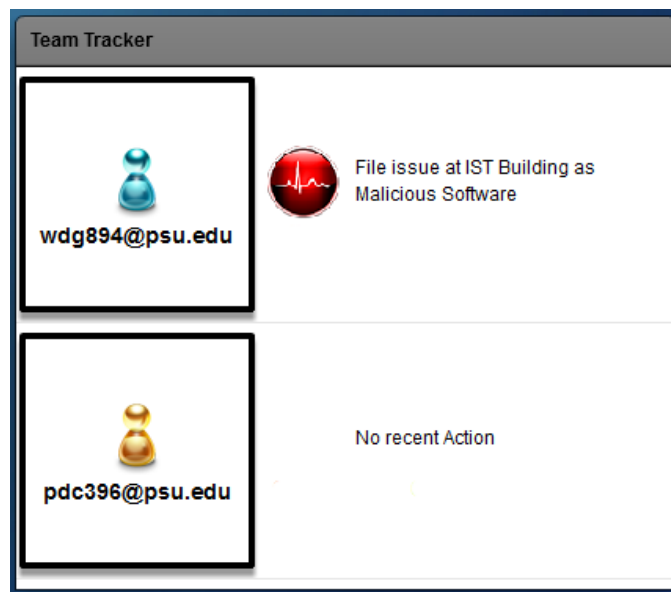 Team Tracker
wdg894@psu.edu
File issue at IST Building as
Malicious Software
pdc396@psu.edu
No recent Action